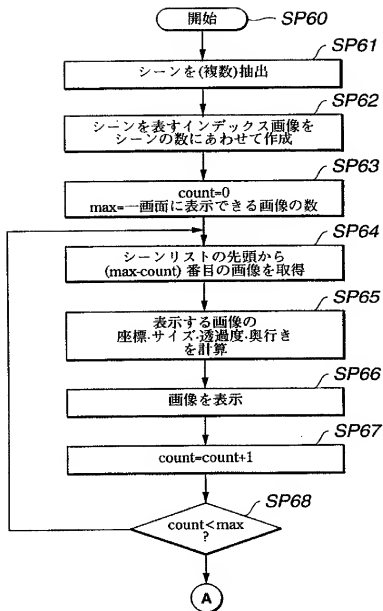 開始
SP60
SP61
シーンを(複数)抽出
SP62
シーンを表すインデックス画像を
シーンの数にあわせて作成
SP63
count=0
max=一画面に表示できる画像の数
SP64
シーンリストの先頭から
(max-count) 番目の画像を取得
SP65
表示する画像の
座標·サイズ·透過度·奥行き
を計算
SP66
画像を表示
SP67
count=count+1
SP68
count<max
?
A